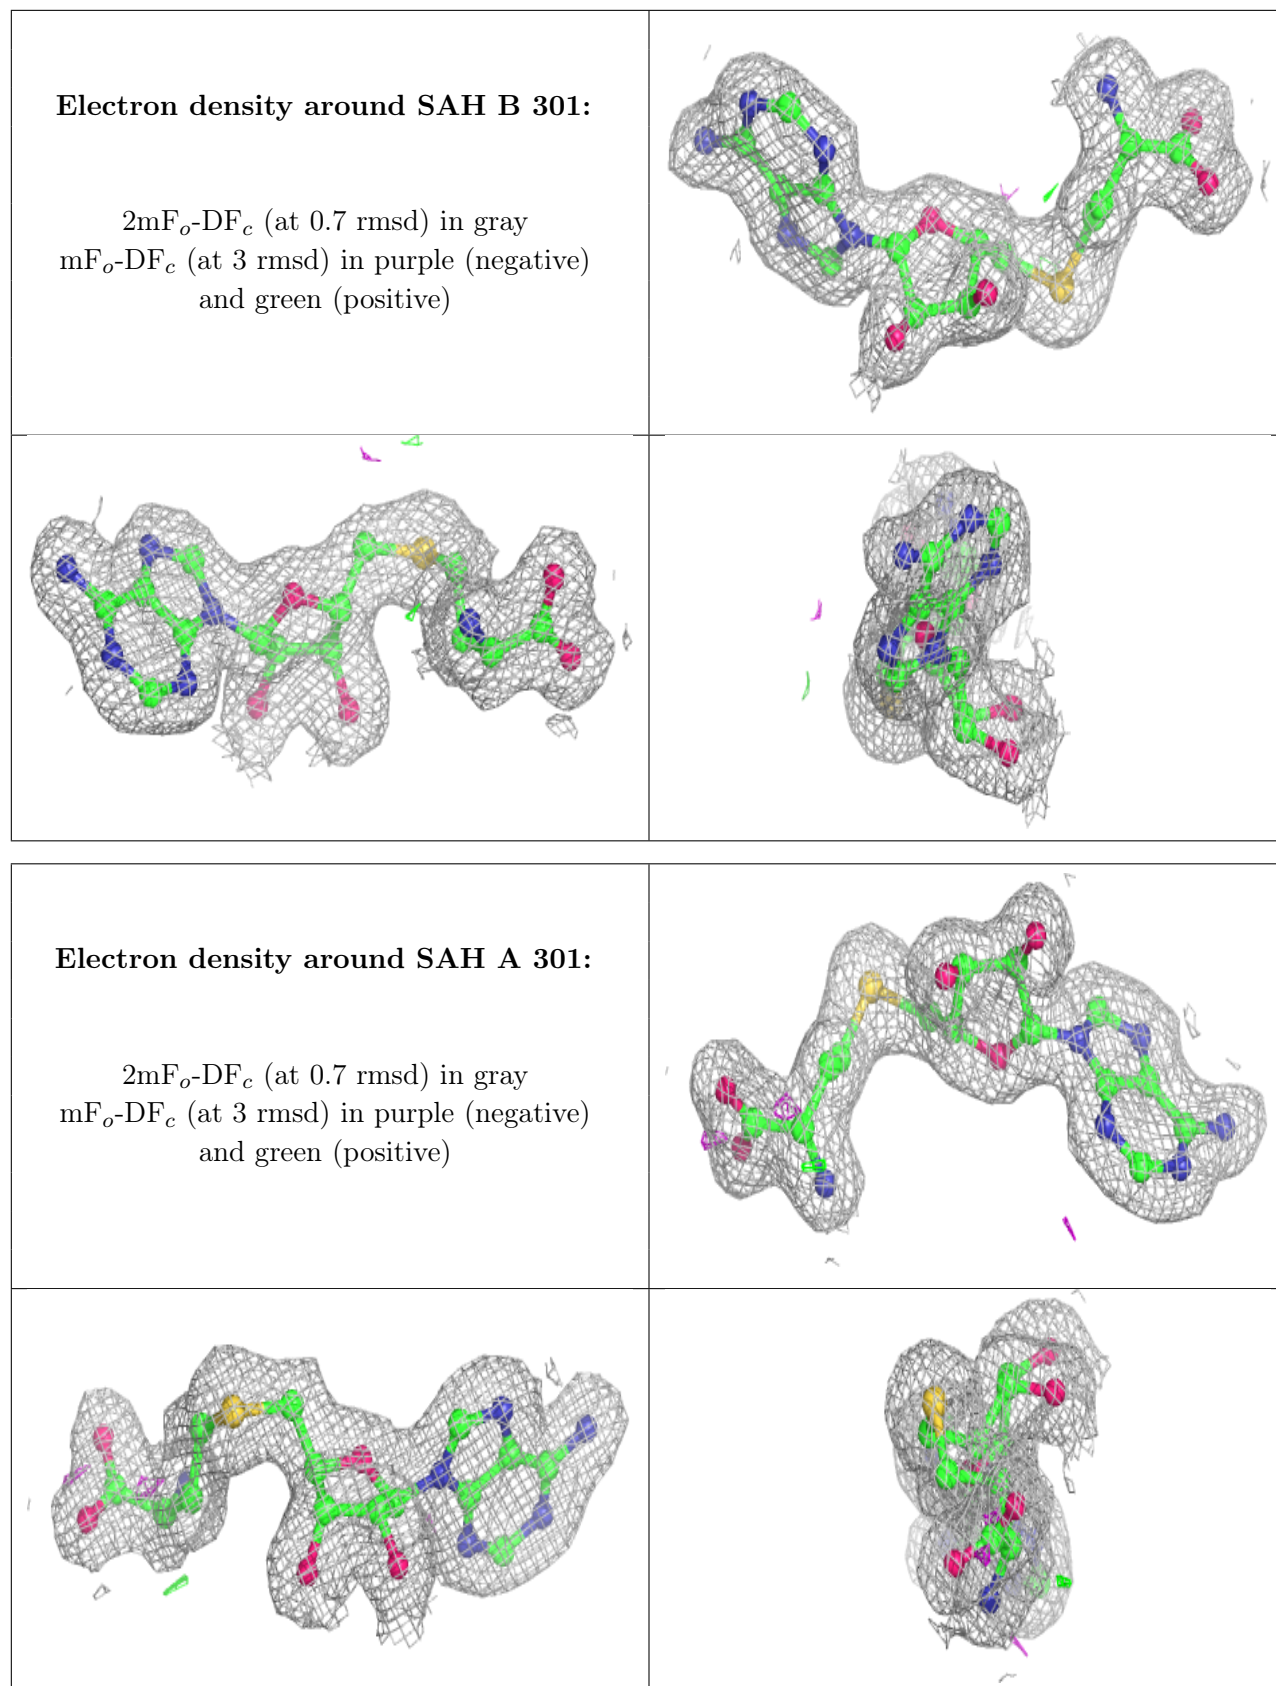 Electron density around SAH B 301:
2mFo-DFc (at 0.7 rmsd) in gray
mFo-DFc (at 3 rmsd) in purple (negative)
and green (positive)
Electron density around SAH A 301:
2mFo-DFc (at 0.7 rmsd) in gray
mFo-DFc (at 3 rmsd) in purple (negative)
and green (positive)